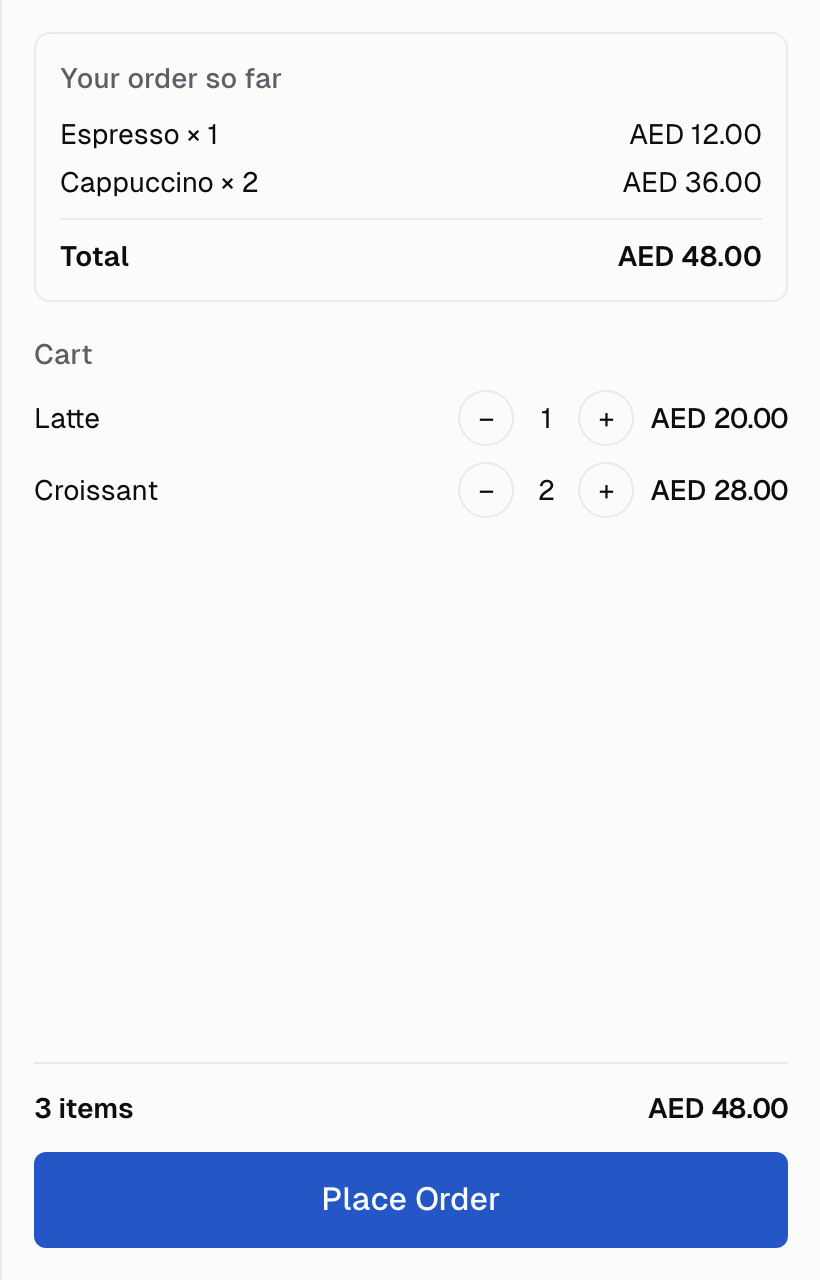 Your order so far
Espresso × 1 AED 12.00
Cappuccino × 2 AED 36.00
Total AED 48.00
Cart
Latte − 1 + AED 20.00
Croissant − 2 + AED 28.00
3 items AED 48.00
Place Order